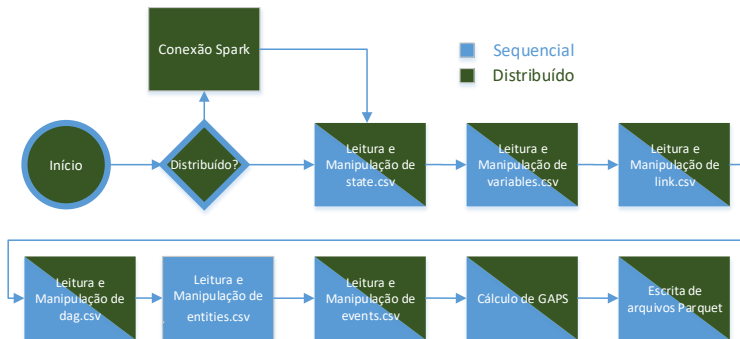 Conexão Spark
Sequencial
Distribuído
Início
Distribuído?
Leitura e
Manipulação de
state.csv
Leitura e
Manipulação de
variables.csv
Leitura e
Manipulação de
link.csv
Leitura e
Manipulação de
dag.csv
Leitura e
Manipulação de
entities.csv
Leitura e
Manipulação de
events.csv
Cálculo de GAPS
Escrita de
arquivos Parquet